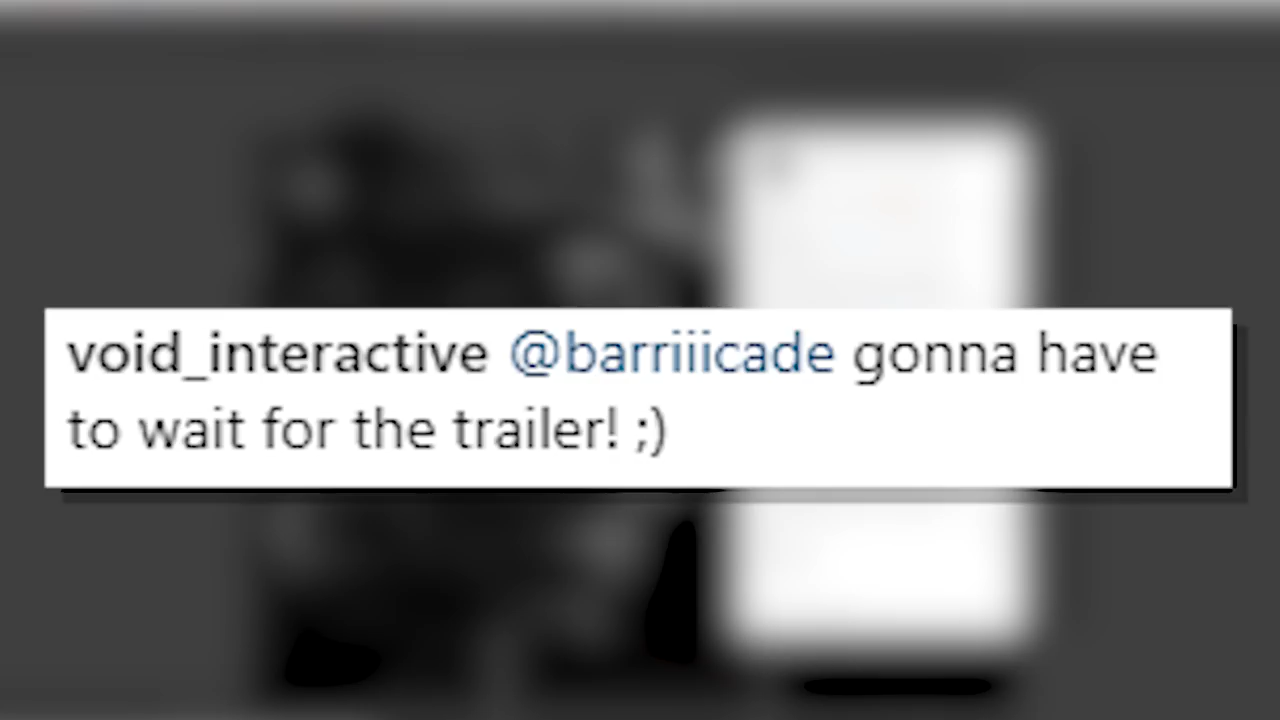 void_interactive @barriiicade gonna have
to wait for the trailer! ;)